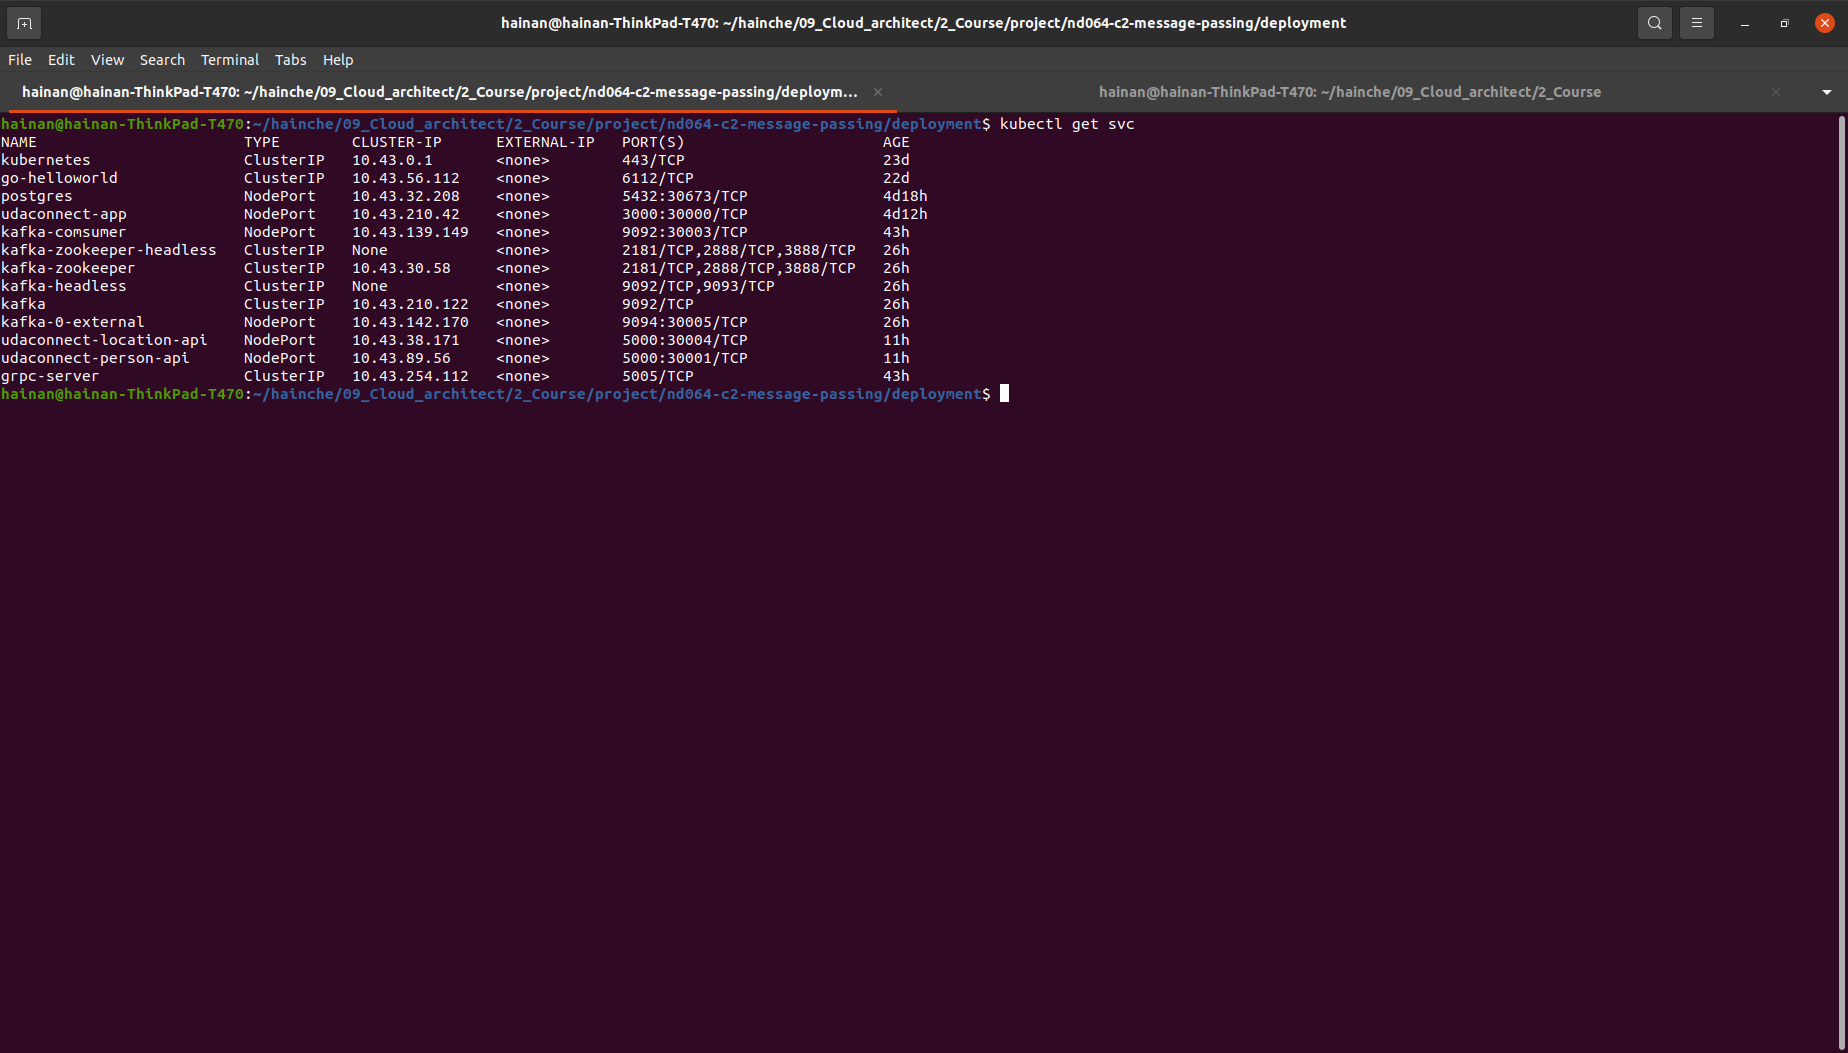 hainan@hainan-ThinkPad-T470: ~/hainche/09_Cloud_architect/2_Course/project/nd064-c2-message-passing/deployment
File Edit View Search Terminal Tabs Help
hainan@hainan-ThinkPad-T470: ~/hainche/09_Cloud_architect/2_Course/project/nd064-c2-message-passing/deploym... hainan@hainan-ThinkPad-T470: ~/hainche/09_Cloud_architect/2_Course
hainan@hainan-ThinkPad-T470:~/hainche/09_Cloud_architect/2_Course/project/nd064-c2-message-passing/deployment$ kubectl get svc
NAME TYPE CLUSTER-IP EXTERNAL-IP PORT(S) AGE
kubernetes ClusterIP 10.43.0.1 <none> 443/TCP 23d
go-helloworld ClusterIP 10.43.56.112 <none> 6112/TCP 22d
postgres NodePort 10.43.32.208 <none> 5432:30673/TCP 4d18h
udaconnect-app NodePort 10.43.210.42 <none> 3000:30000/TCP 4d12h
kafka-comsumer NodePort 10.43.139.149 <none> 9092:30003/TCP 43h
kafka-zookeeper-headless ClusterIP None <none> 2181/TCP,2888/TCP,3888/TCP 26h
kafka-zookeeper ClusterIP 10.43.30.58 <none> 2181/TCP,2888/TCP,3888/TCP 26h
kafka-headless ClusterIP None <none> 9092/TCP,9093/TCP 26h
kafka ClusterIP 10.43.210.122 <none> 9092/TCP 26h
kafka-0-external NodePort 10.43.142.170 <none> 9094:30005/TCP 26h
udaconnect-location-api NodePort 10.43.38.171 <none> 5000:30004/TCP 11h
udaconnect-person-api NodePort 10.43.89.56 <none> 5000:30001/TCP 11h
grpc-server ClusterIP 10.43.254.112 <none> 5005/TCP 43h
hainan@hainan-ThinkPad-T470:~/hainche/09_Cloud_architect/2_Course/project/nd064-c2-message-passing/deployment$